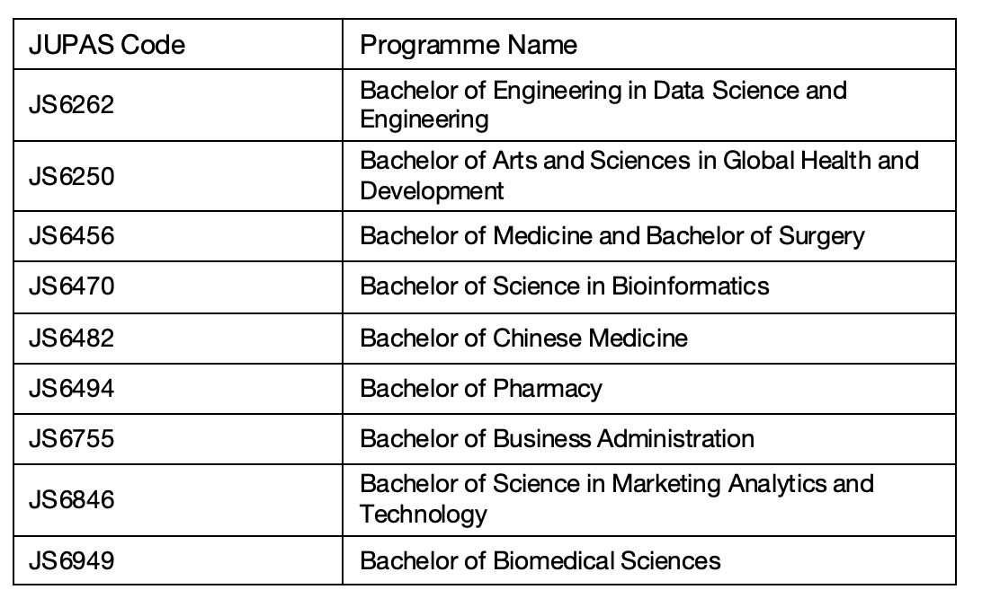 JUPAS Code Programme Name
JS6262 Bachelor of Engineering in Data Science and
Engineering
JS6250 Bachelor of Arts and Sciences in Global Health and
Development
JS6456 Bachelor of Medicine and Bachelor of Surgery
JS6470 Bachelor of Science in Bioinformatics
JS6482 Bachelor of Chinese Medicine
JS6494 Bachelor of Pharmacy
JS6755 Bachelor of Business Administration
JS6846 Bachelor of Science in Marketing Analytics and
Technology
JS6949 Bachelor of Biomedical Sciences